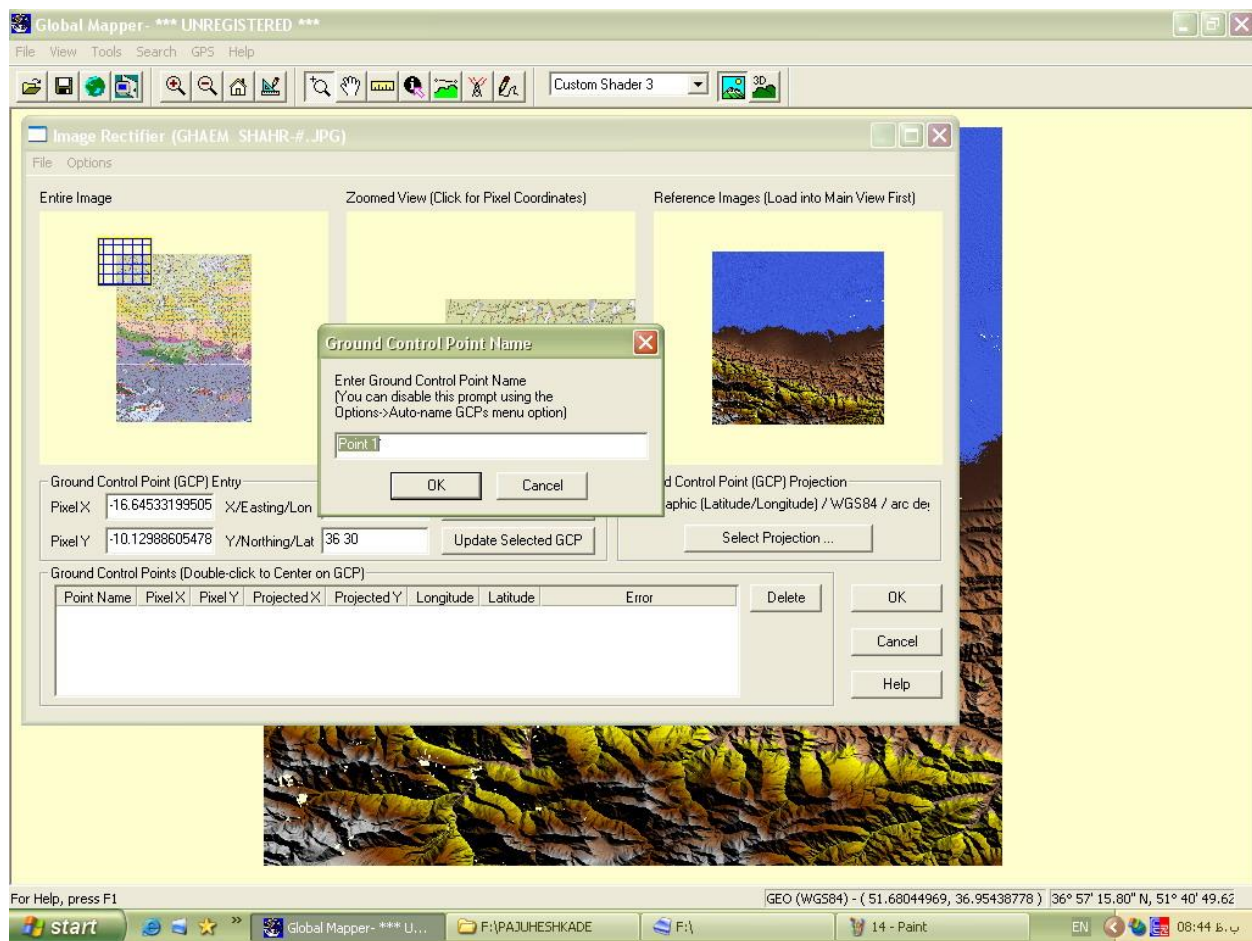 Global Mapper- *** UNREGISTERED ***
File View Tools Search GPS Help
Custom Shader 3
3D
Image Rectifier (GHAEM SHAHR-#..JPG)
File Options
Entire Image
Zoomed View (Click for Pixel Coordinates)
Reference Images (Load into Main View First)
Ground Control Point Name
Enter Ground Control Point Name
(You can disable this prompt using the
Options->Auto-name GCPs menu option)
Point 1
OK Cancel
Ground Control Point (GCP) Entry
Pixel X -16.64533199505 X/Easting/Lon
Pixel Y -10.12988605478 Y/Northing/Lat 36 30
Update Selected GCP
d Control Point (GCP) Projection
aphic (Latitude/Longitude) / WGS84 / arc de
Select Projection ...
Ground Control Points (Double-click to Center on GCP)
Point Name Pixel X Pixel Y Projected X Projected Y Longitude Latitude Error
Delete
OK
Cancel
Help
For Help, press F1
GEO (WGS84) - ( 51.68044969, 36.95438778 ) 36° 57' 15.80" N, 51° 40' 49.62
start
Global Mapper- *** U...
F:\PAJUHESHKADE
F:\
14 - Paint
EN
08:44 ب.ظ